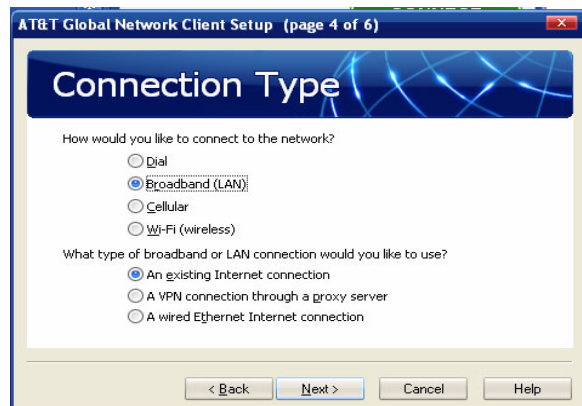 AT&T Global Network Client Setup (page 4 of 6)
Connection Type
How would you like to connect to the network?
Dial
Broadband (LAN)
Cellular
Wi-Fi (wireless)
What type of broadband or LAN connection would you like to use?
An existing Internet connection
A VPN connection through a proxy server
A wired Ethernet Internet connection
< Back Next > Cancel Help